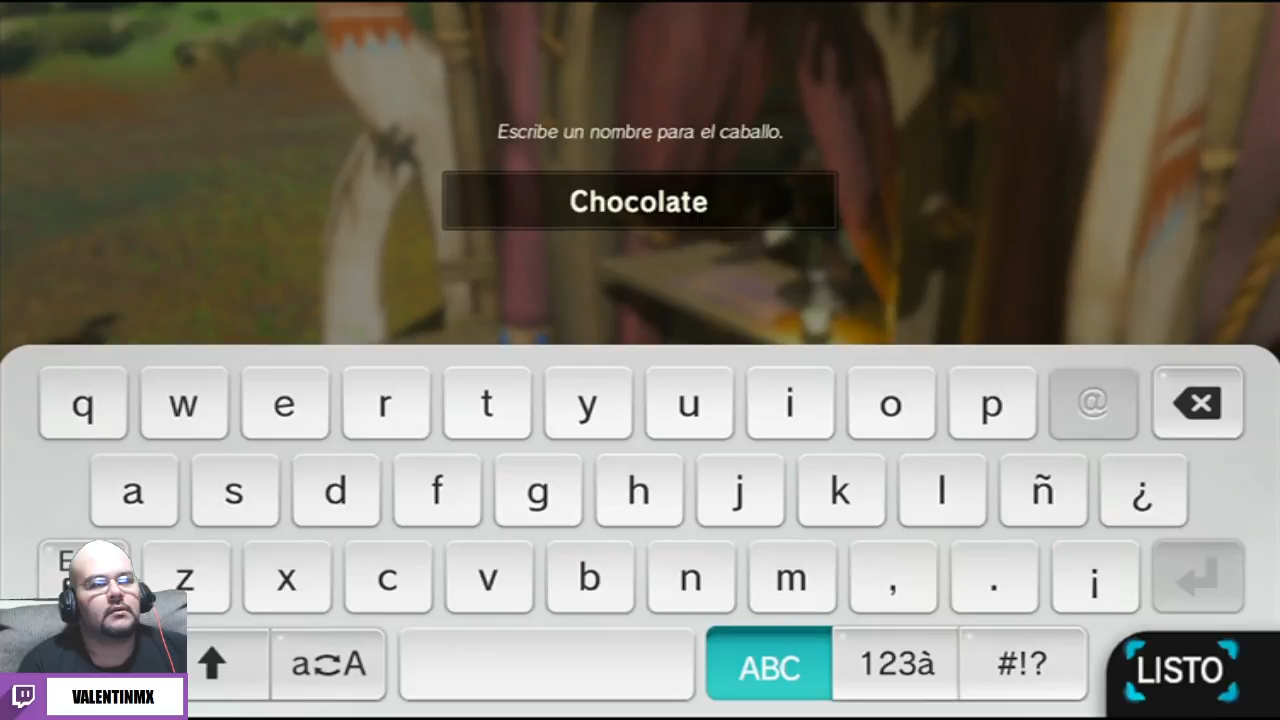 Escribe un nombre para el caballo.
Chocolate
q w e r t y u i o p @
a s d f g h j k l ñ ¿
z x c v b n m , . ¡
a A ABC 123à #!? LISTO
VALENTINMX